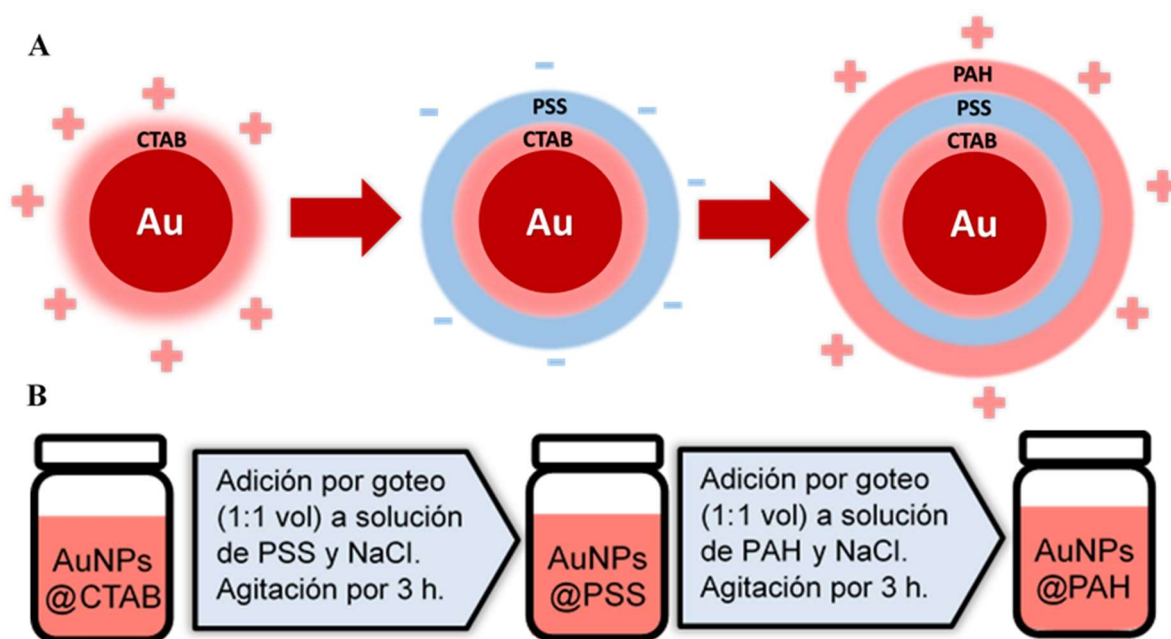 A
CTAB
Au
PSS
CTAB
Au
PAH
PSS
CTAB
Au
B
AuNPs
@CTAB
Adición por goteo
(1:1 vol) a solución
de PSS y NaCl.
Agitación por 3 h.
AuNPs
@PSS
Adición por goteo
(1:1 vol) a solución
de PAH y NaCl.
Agitación por 3 h.
AuNPs
@PAH